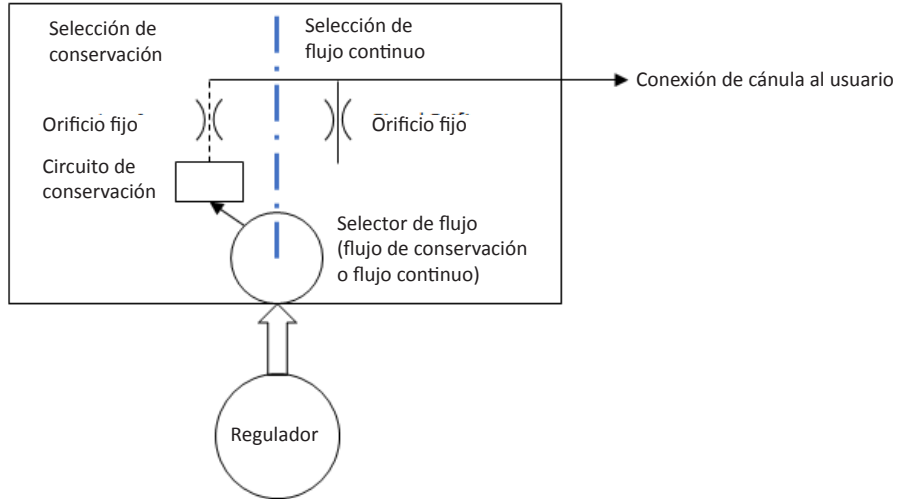 Selección de
conservación
Selección de
flujo continuo
Conexión de cánula al usuario
Orificio fijo
Orificio fijo
Circuito de
conservación
Selector de flujo
(flujo de conservación
o flujo continuo)
Regulador